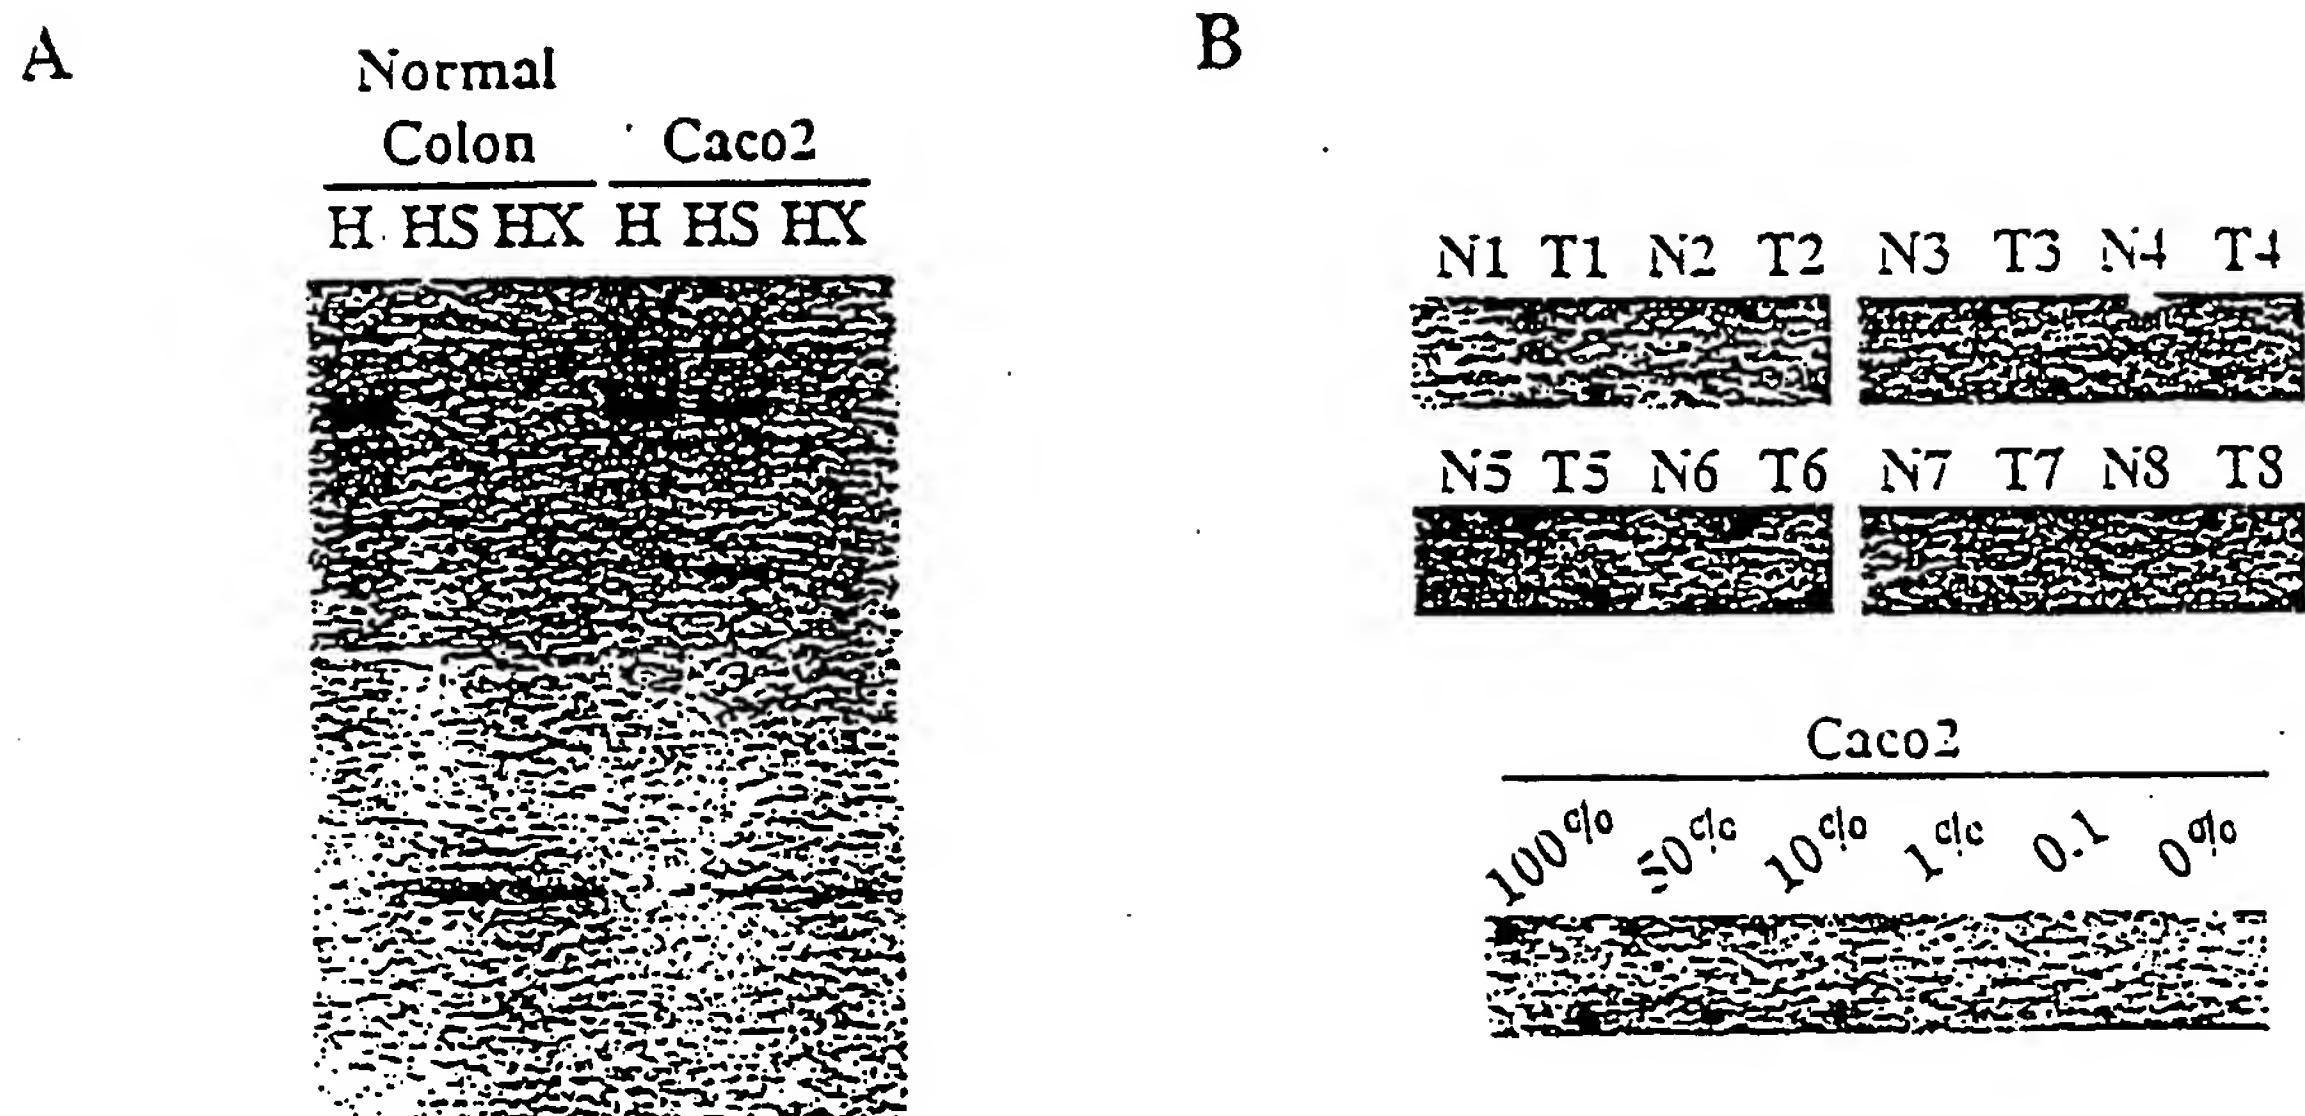 A
Normal
Colon
Caco2
H HS HX H HS HX
B
N1 T1 N2 T2 N3 T3 N4 T4
N5 T5 N6 T6 N7 T7 N8 T8
Caco2
100% 50% 10% 1% 0.1 0%